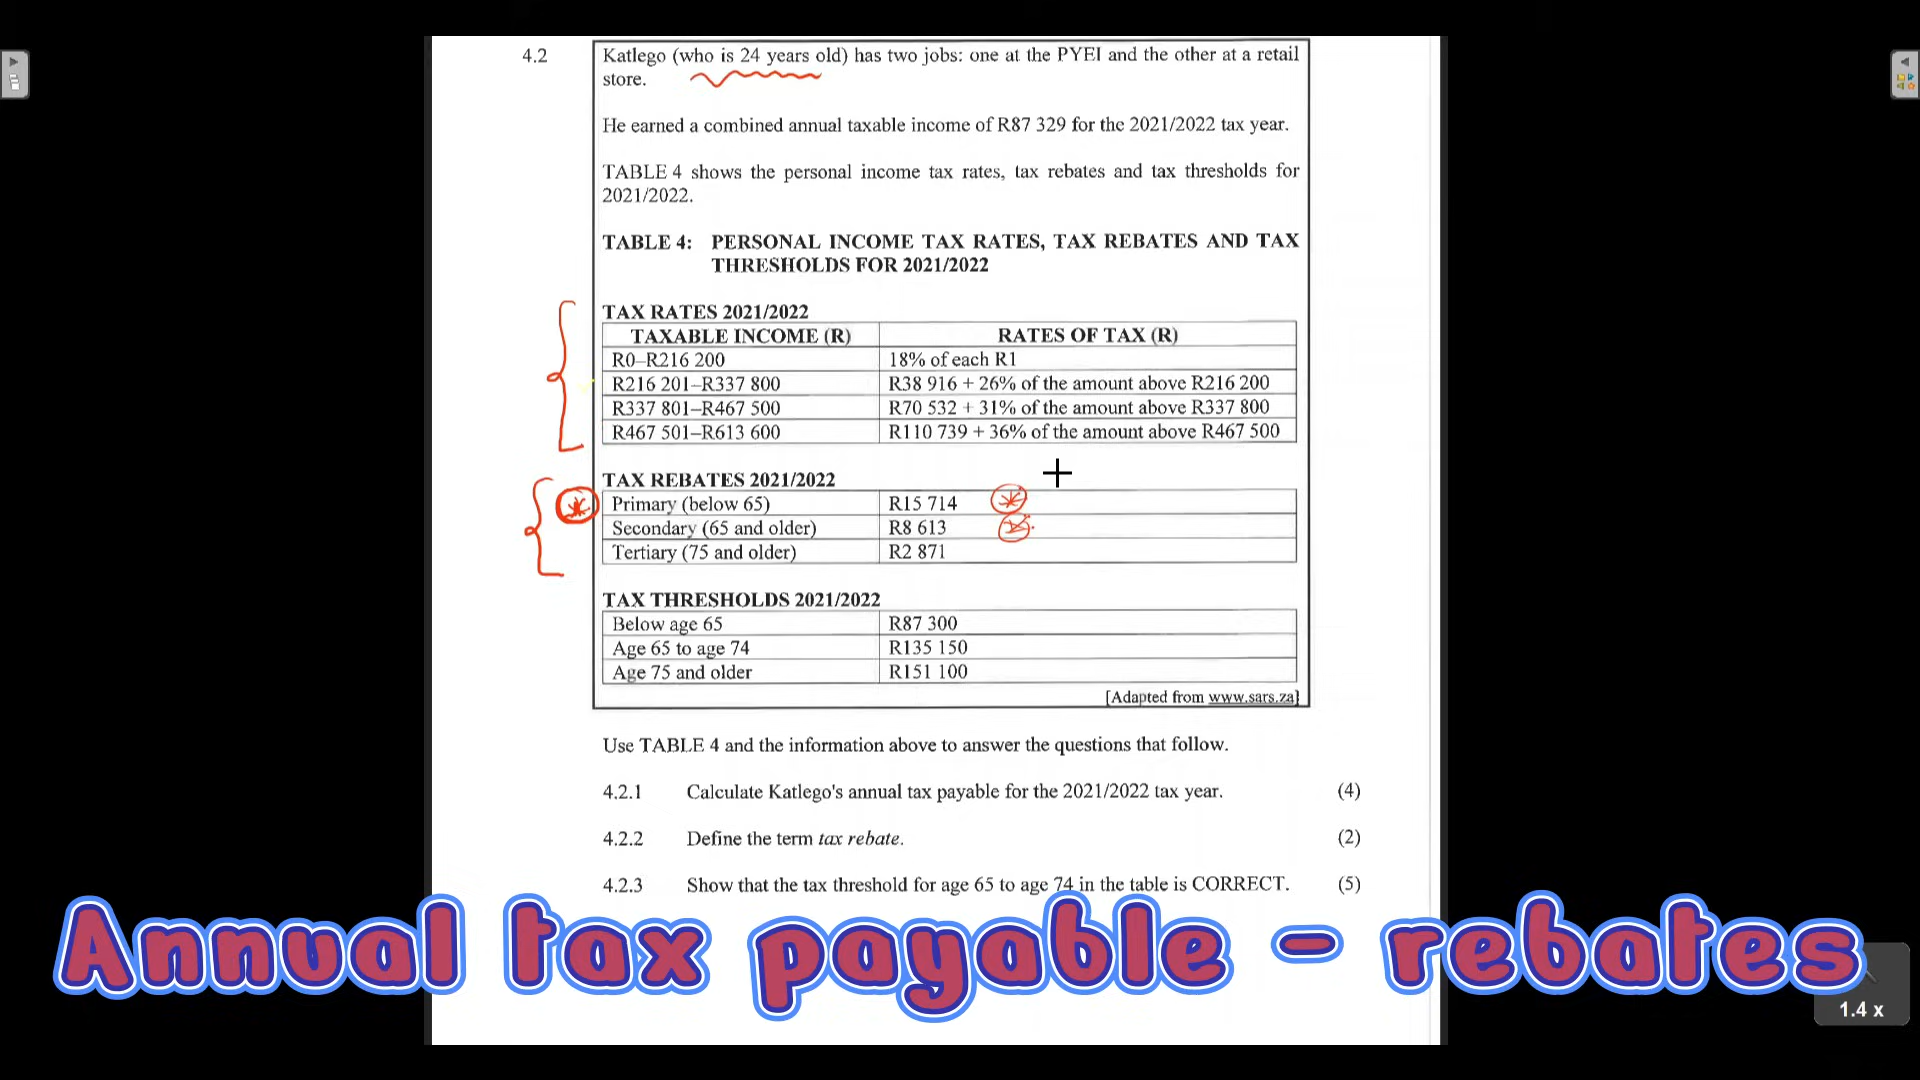 4.2 Katlego (who is 24 years old) has two jobs: one at the PYEI and the other at a retail
store.
He earned a combined annual taxable income of R87 329 for the 2021/2022 tax year.
TABLE 4 shows the personal income tax rates, tax rebates and tax thresholds for
2021/2022.
TABLE 4: PERSONAL INCOME TAX RATES, TAX REBATES AND TAX
THRESHOLDS FOR 2021/2022
TAX RATES 2021/2022
TAXABLE INCOME (R) RATES OF TAX (R)
R0–R216 200 18% of each R1
R216 201–R337 800 R38 916 + 26% of the amount above R216 200
R337 801–R467 500 R70 532 + 31% of the amount above R337 800
R467 501–R613 600 R110 739 + 36% of the amount above R467 500
TAX REBATES 2021/2022
Primary (below 65) R15 714
Secondary (65 and older) R8 613
Tertiary (75 and older) R2 871
TAX THRESHOLDS 2021/2022
Below age 65 R87 300
Age 65 to age 74 R135 150
Age 75 and older R151 100
[Adapted from www.sars.za]
Use TABLE 4 and the information above to answer the questions that follow.
4.2.1 Calculate Katlego's annual tax payable for the 2021/2022 tax year. (4)
4.2.2 Define the term tax rebate. (2)
4.2.3 Show that the tax threshold for age 65 to age 74 in the table is CORRECT. (5)
Annual tax payable - rebates
1.4 x